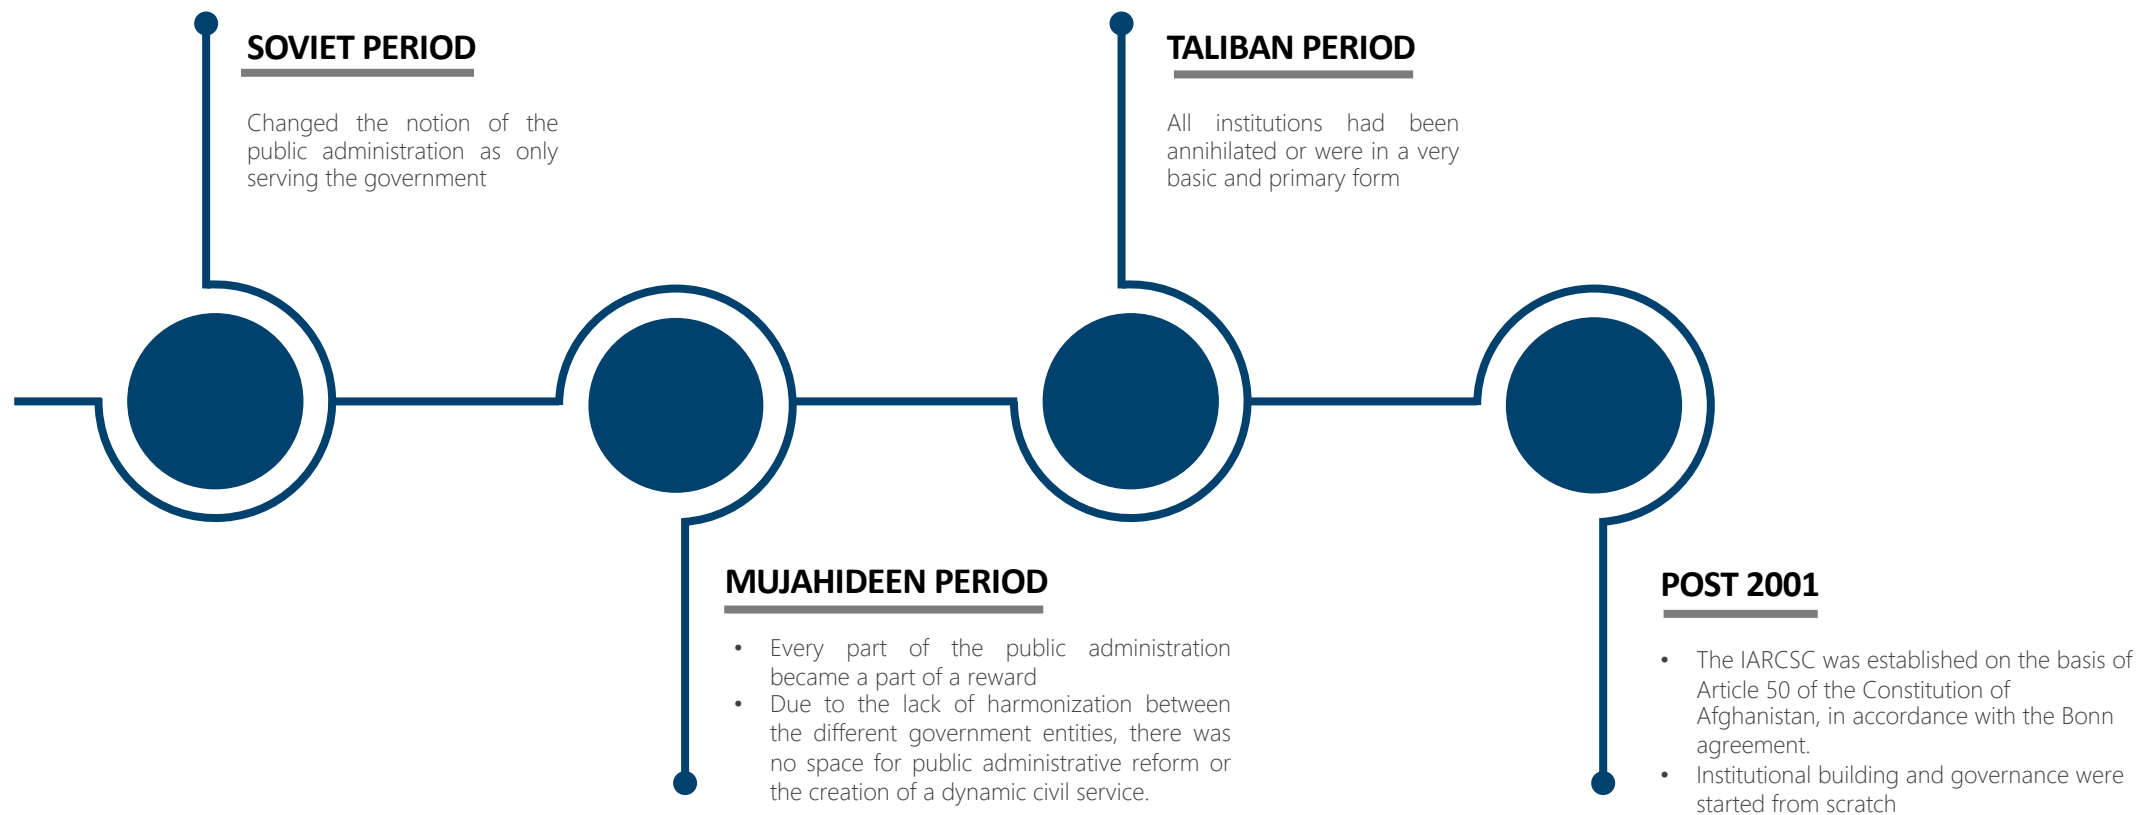 SOVIET PERIOD
Changed the notion of the
public administration as only
serving the government
TALIBAN PERIOD
All institutions had been
annihilated or were in a very
basic and primary form
MUJAHIDEEN PERIOD
• Every part of the public administration
became a part of a reward
• Due to the lack of harmonization between
the different government entities, there was
no space for public administrative reform or
the creation of a dynamic civil service.
POST 2001
• The IARCSC was established on the basis of
Article 50 of the Constitution of
Afghanistan, in accordance with the Bonn
agreement.
• Institutional building and governance were
started from scratch